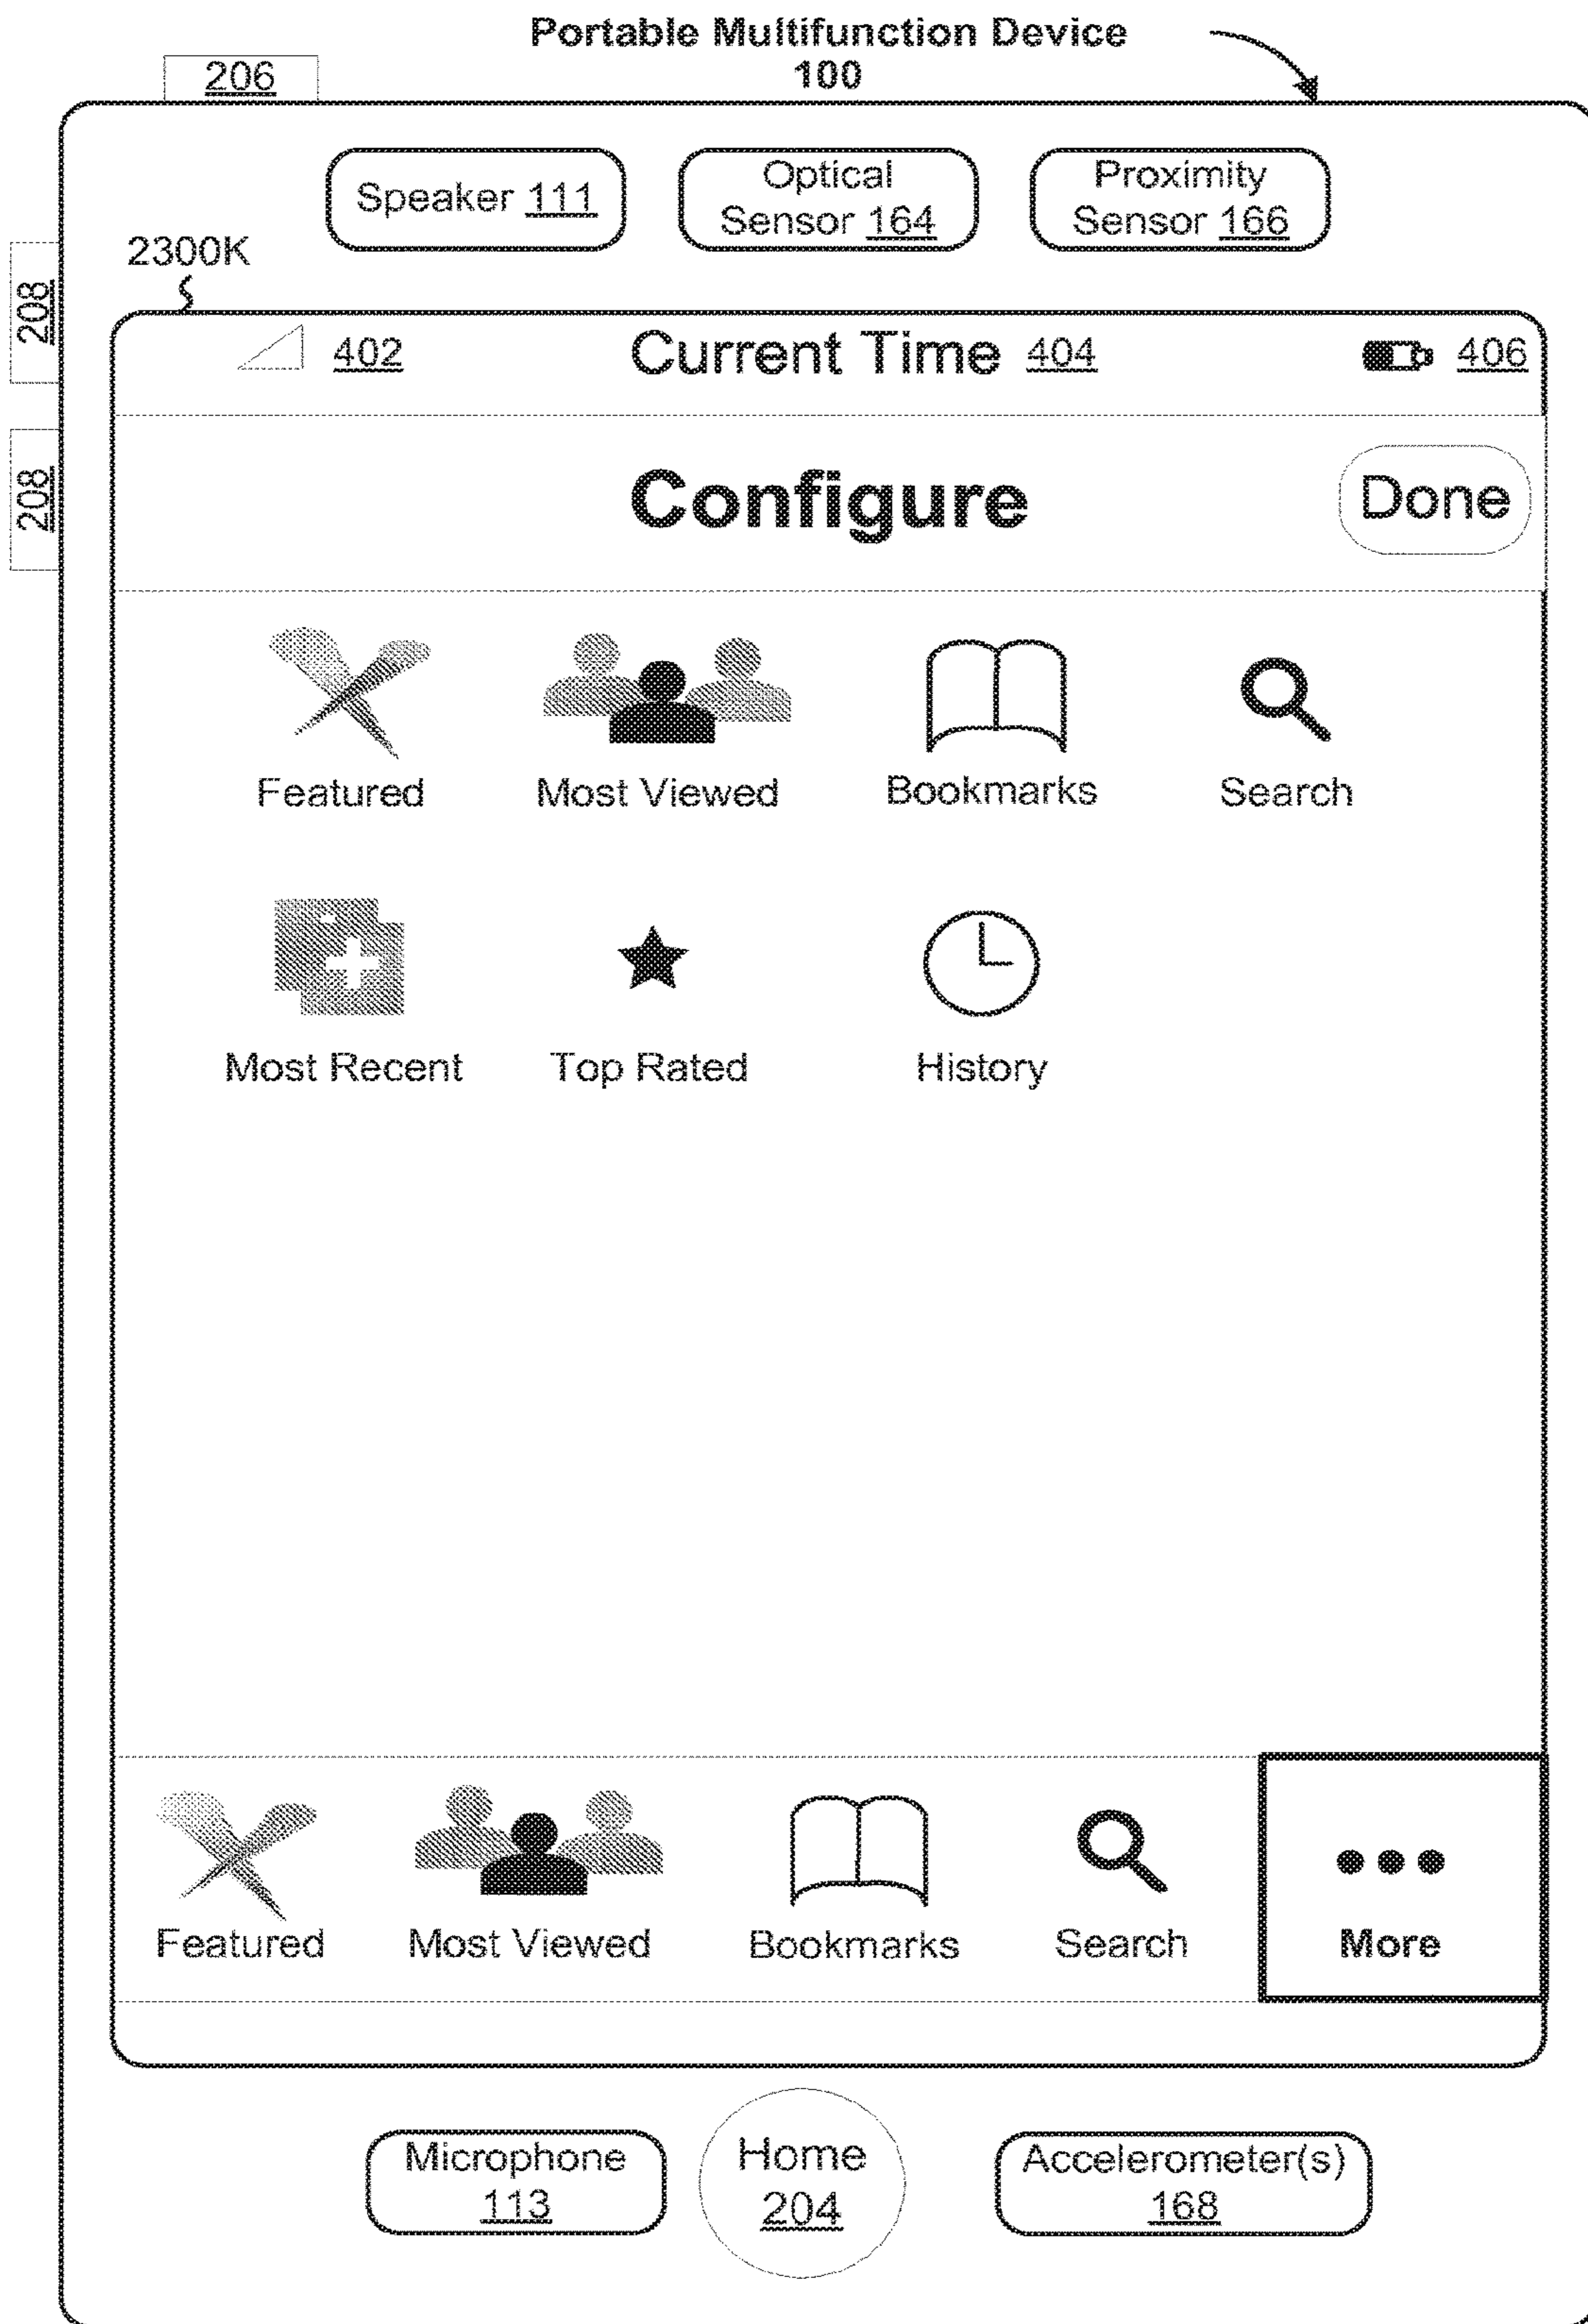 Portable Multifunction Device
100
206
Speaker 111
Optical
Sensor 164
Proximity
Sensor 166
2300K
208
402
Current Time 404
406
208
Configure
Done
Featured
Most Viewed
Bookmarks
Search
Most Recent
Top Rated
History
Featured
Most Viewed
Bookmarks
Search
More
Microphone
113
Home
204
Accelerometer(s)
168